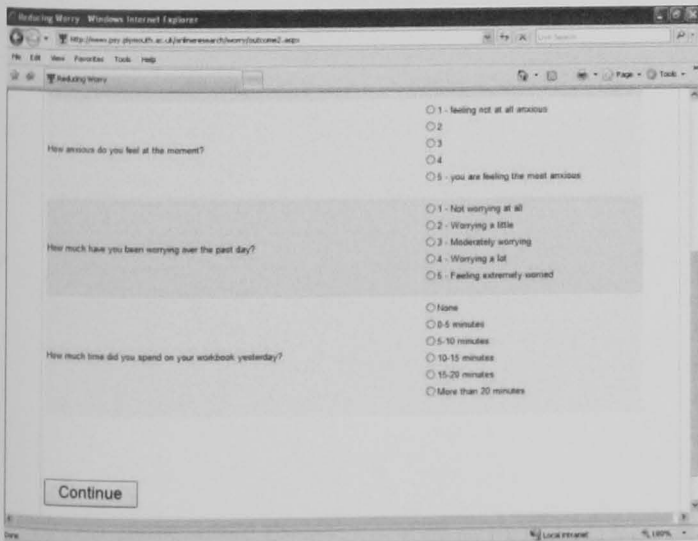 Reducing Worry Windows Internet Explorer
File Edit View Favorites Tools Help
Reducing Worry
Page Tools
How anxious do you feel at the moment?
1 - feeling not at all anxious
2
3
4
5 - you are feeling the most anxious
How much have you been worrying over the past day?
1 - Not worrying at all
2 - Worrying a little
3 - Moderately worrying
4 - Worrying a lot
5 - Feeling extremely worried
How much time did you spend on your workbook yesterday?
None
0-5 minutes
5-10 minutes
10-15 minutes
15-20 minutes
More than 20 minutes
Continue
Done
Local intranet
100%